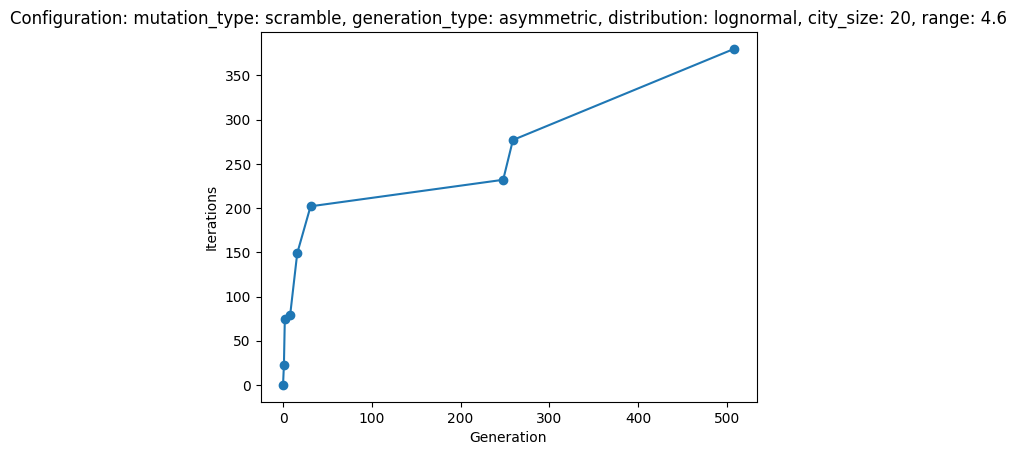 Configuration: mutation_type: scramble, generation_type: asymmetric, distribution: lognormal, city_size: 20, range: 4.6
350
300
250
200
150
100
50
0
Iterations
0 100 200 300 400 500
Generation